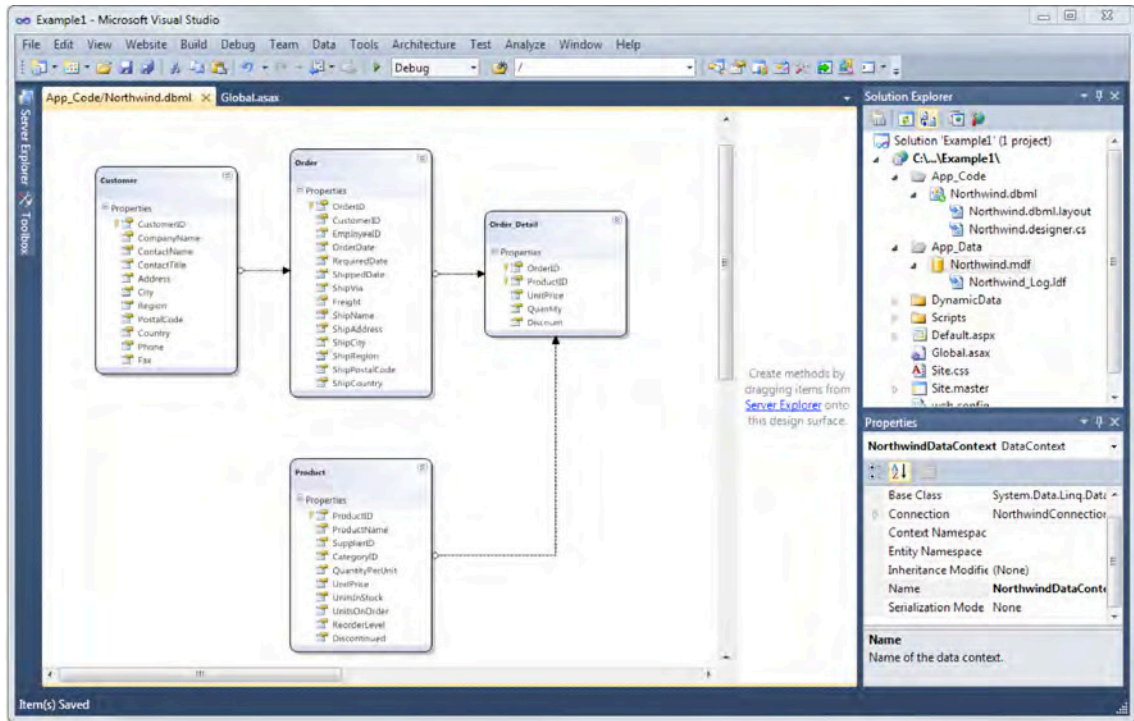 Example1 - Microsoft Visual Studio
File Edit View Website Build Debug Team Data Tools Architecture Test Analyze Window Help
Debug /
Server Explorer
Toolbox
App_Code/Northwind.dbml Global.asax
Customer
Properties
CustomerID
CompanyName
ContactName
ContactTitle
Address
City
Region
PostalCode
Country
Phone
Fax
Order
Properties
OrderID
CustomerID
EmployeeID
OrderDate
RequiredDate
ShippedDate
ShipVia
Freight
ShipName
ShipAddress
ShipCity
ShipRegion
ShipPostalCode
ShipCountry
Order_Detail
Properties
OrderID
ProductID
UnitPrice
Quantity
Discount
Product
Properties
ProductID
ProductName
SupplierID
CategoryID
QuantityPerUnit
UnitPrice
UnitsInStock
UnitsOnOrder
ReorderLevel
Discontinued
Create methods by
dragging items from
Server Explorer onto
this design surface.
Solution Explorer
Solution 'Example1' (1 project)
C:\...\Example1\
App_Code
Northwind.dbml
Northwind.dbml.layout
Northwind.designer.cs
App_Data
Northwind.mdf
Northwind_Log.ldf
DynamicData
Scripts
Default.aspx
Global.asax
Site.css
Site.master
web.config
Properties
NorthwindDataContext DataContext
Base Class System.Data.Linq.Data
Connection NorthwindConnection
Context Namespac
Entity Namespace
Inheritance Modifie (None)
Name NorthwindDataConte
Serialization Mode None
Name
Name of the data context.
Item(s) Saved